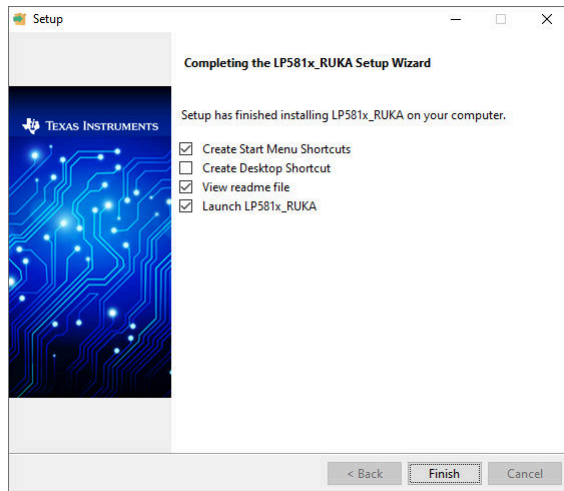 Setup
Completing the LP581x_RUKA Setup Wizard
TEXAS INSTRUMENTS
Setup has finished installing LP581x_RUKA on your computer.
Create Start Menu Shortcuts
Create Desktop Shortcut
View readme file
Launch LP581x_RUKA
< Back
Finish
Cancel